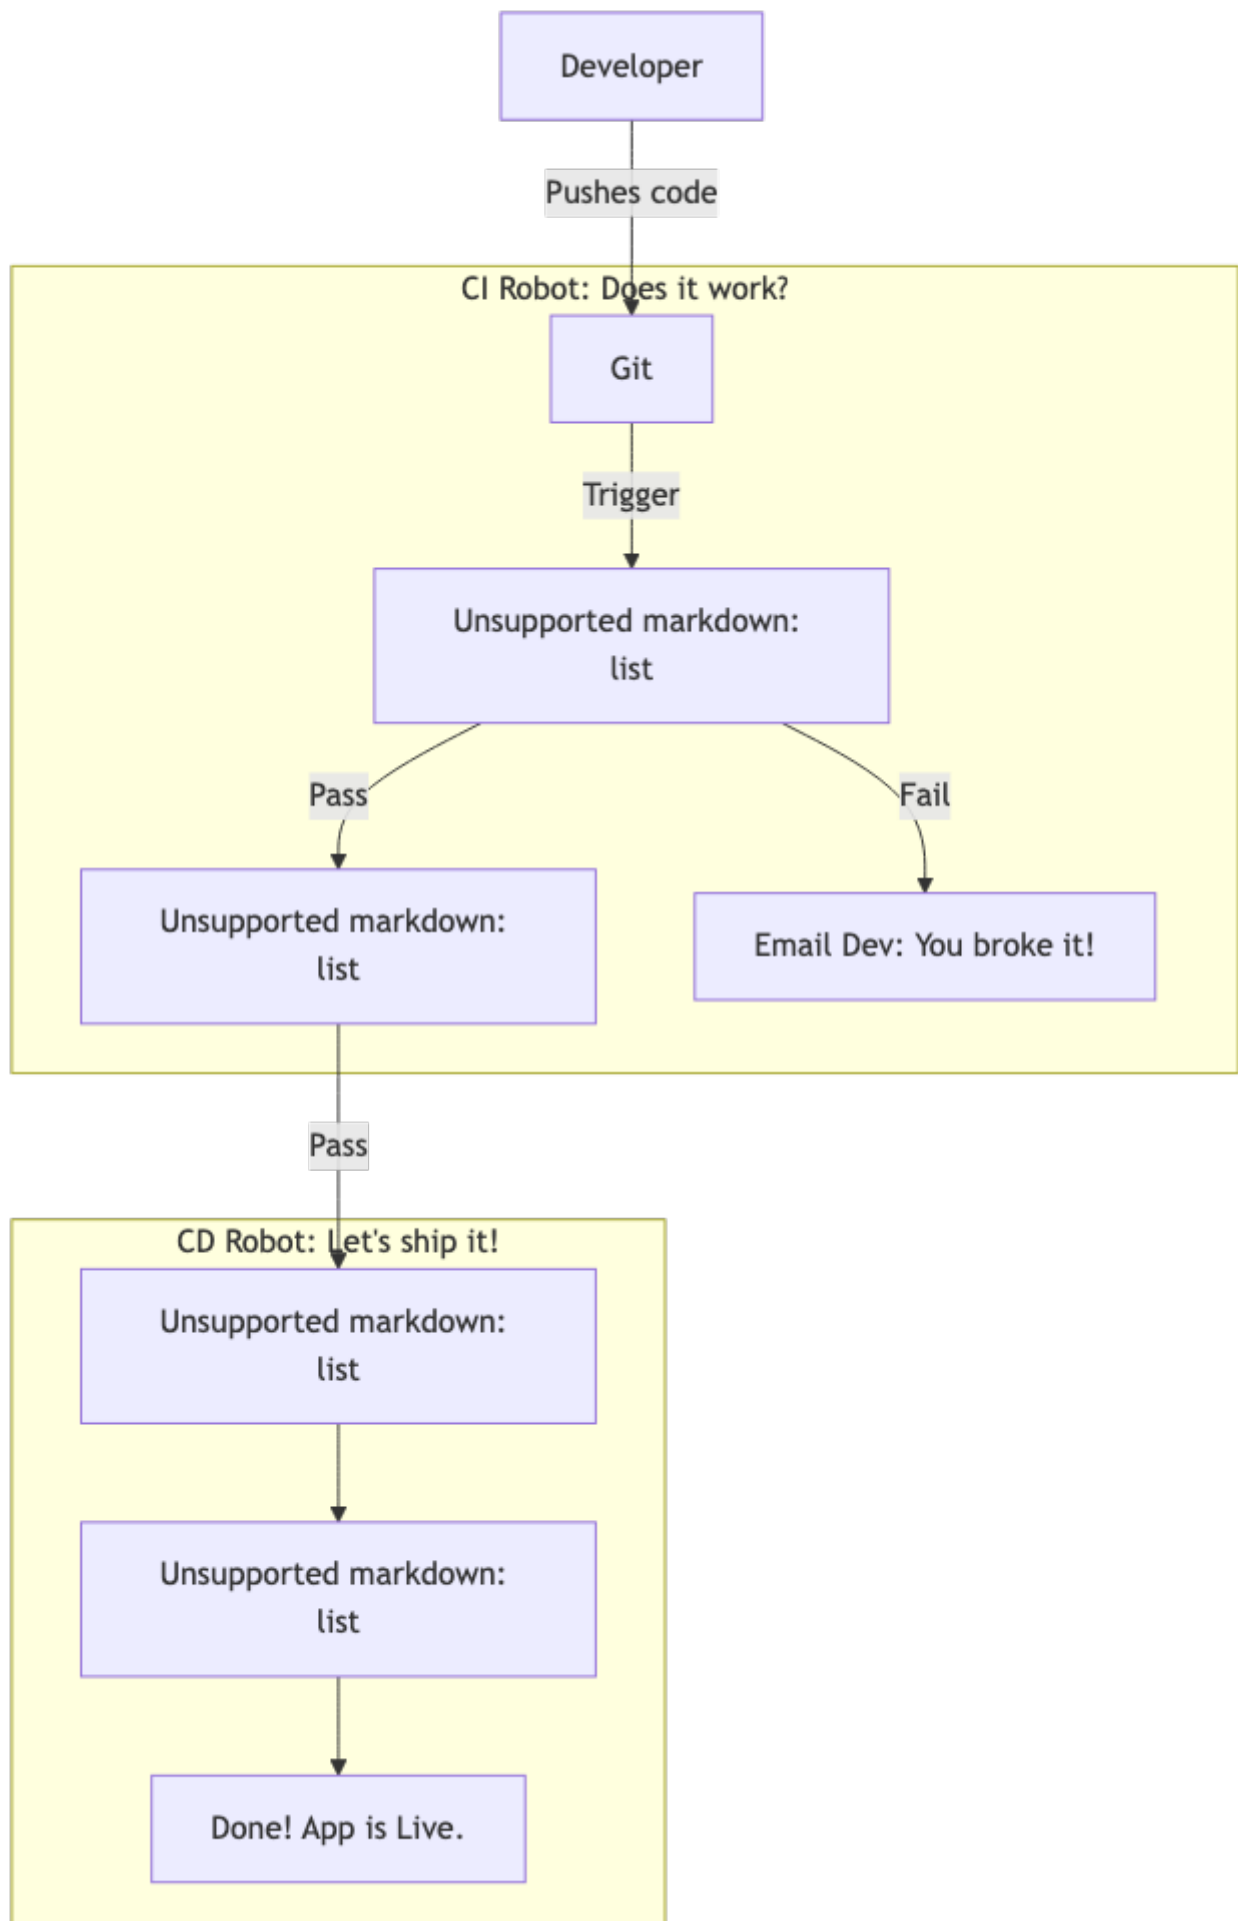 Developer
Pushes code
CI Robot: Does it work?
Git
Trigger
Unsupported markdown:
list
Pass
Fail
Unsupported markdown:
list
Email Dev: You broke it!
Pass
CD Robot: Let's ship it!
Unsupported markdown:
list
Unsupported markdown:
list
Done! App is Live.